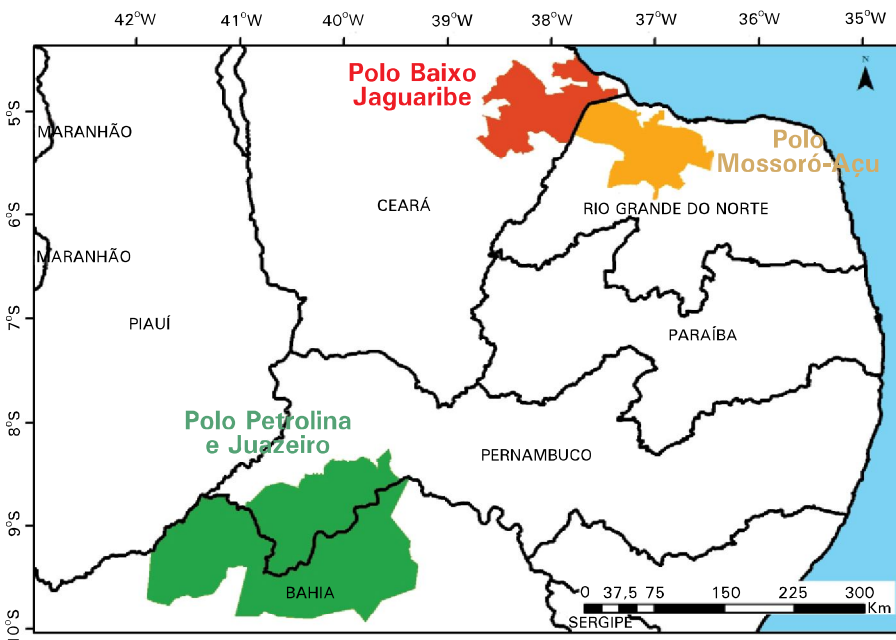 42°W 41°W 40°W 39°W 38°W 37°W 36°W 35°W
N
5°S
6°S
7°S
8°S
9°S
10°S
Polo Baixo
Jaguaribe
Polo
Mossoró-Açu
MARANHÃO
CEARÁ
RIO GRANDE DO NORTE
MARANHÃO
PIAUÍ
PARAÍBA
Polo Petrolina
e Juazeiro
PERNAMBUCO
BAHIA
0 37,5 75 150 225 300
Km
SERGIPE